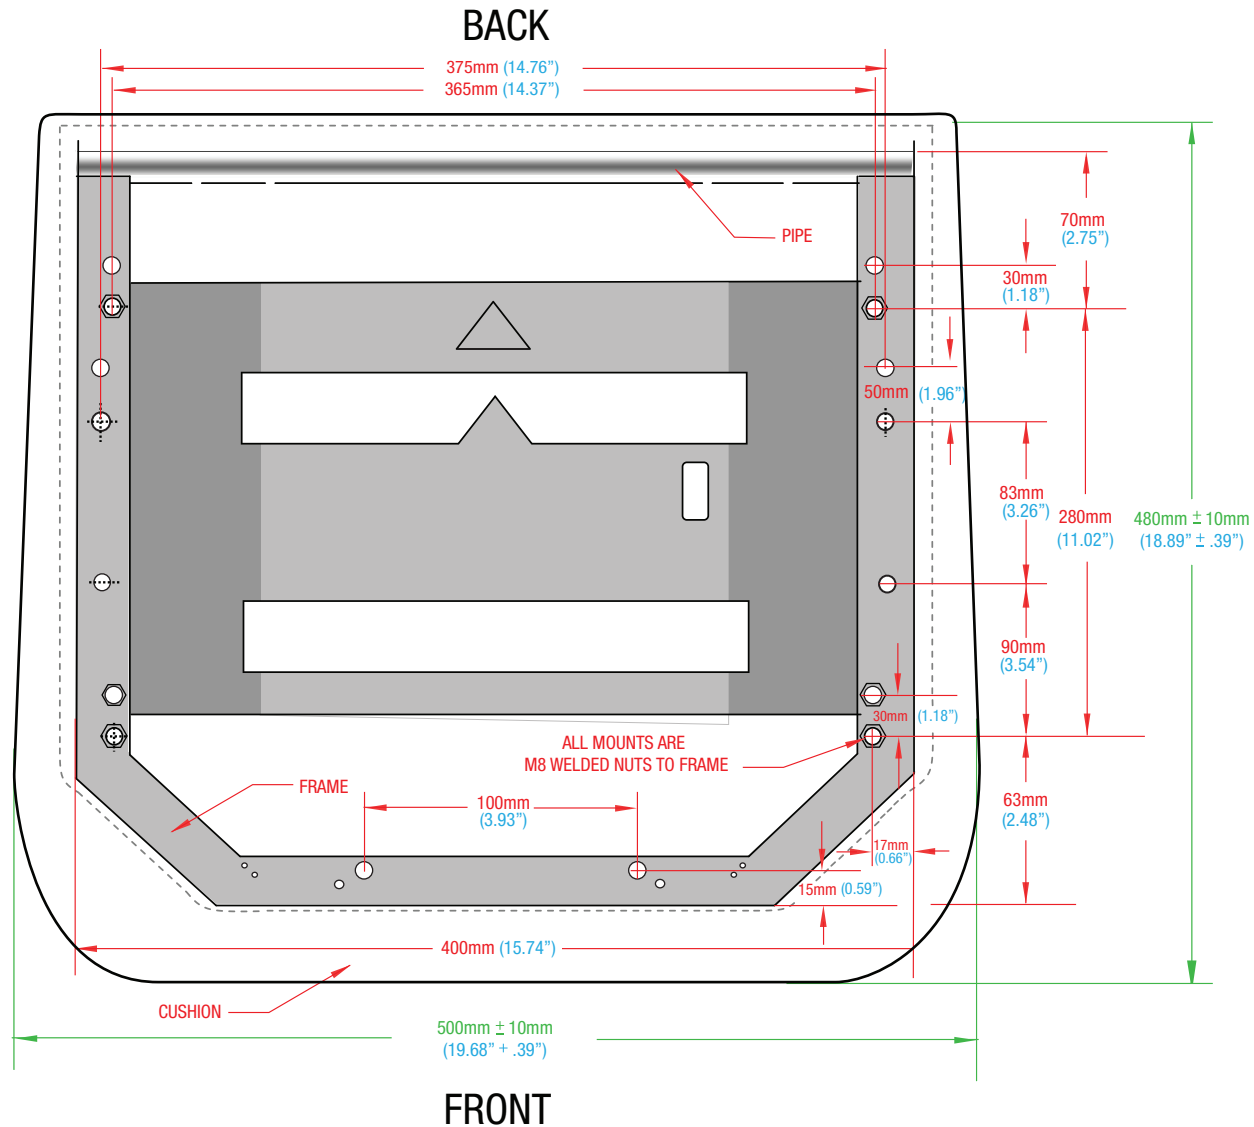 BACK
375mm (14.76”)
365mm (14.37”)
70mm
(2.75”)
PIPE
30mm
(1.18”)
50mm (1.96”)
83mm
(3.26”)
280mm
(11.02”)
480mm ± 10mm
(18.89” ± .39”)
90mm
(3.54”)
30mm (1.18”)
ALL MOUNTS ARE
M8 WELDED NUTS TO FRAME
FRAME
100mm
(3.93”)
63mm
(2.48”)
17mm
(0.66”)
15mm (0.59”)
400mm (15.74”)
CUSHION
500mm ± 10mm
(19.68” + .39”)
FRONT